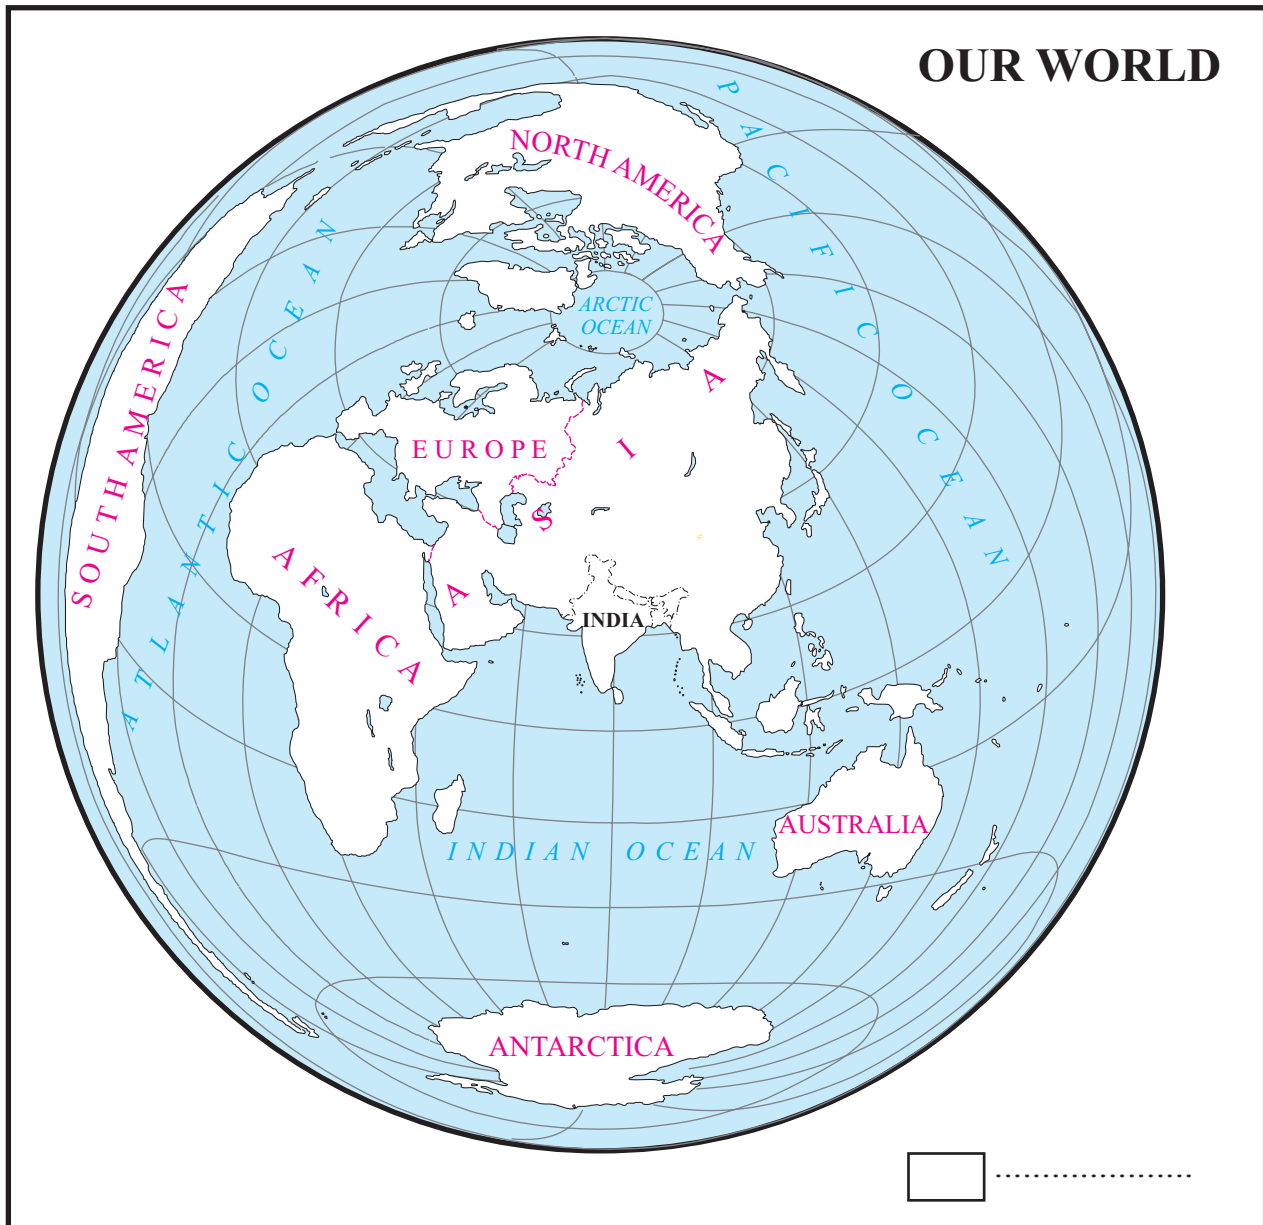 OUR WORLD
PACIFIC OCEAN
NORTH AMERICA
ATLANTIC OCEAN
SOUTH AMERICA
ARCTIC
OCEAN
EUROPE
ASIA
AFRICA
INDIA
AUSTRALIA
INDIAN OCEAN
ANTARCTICA